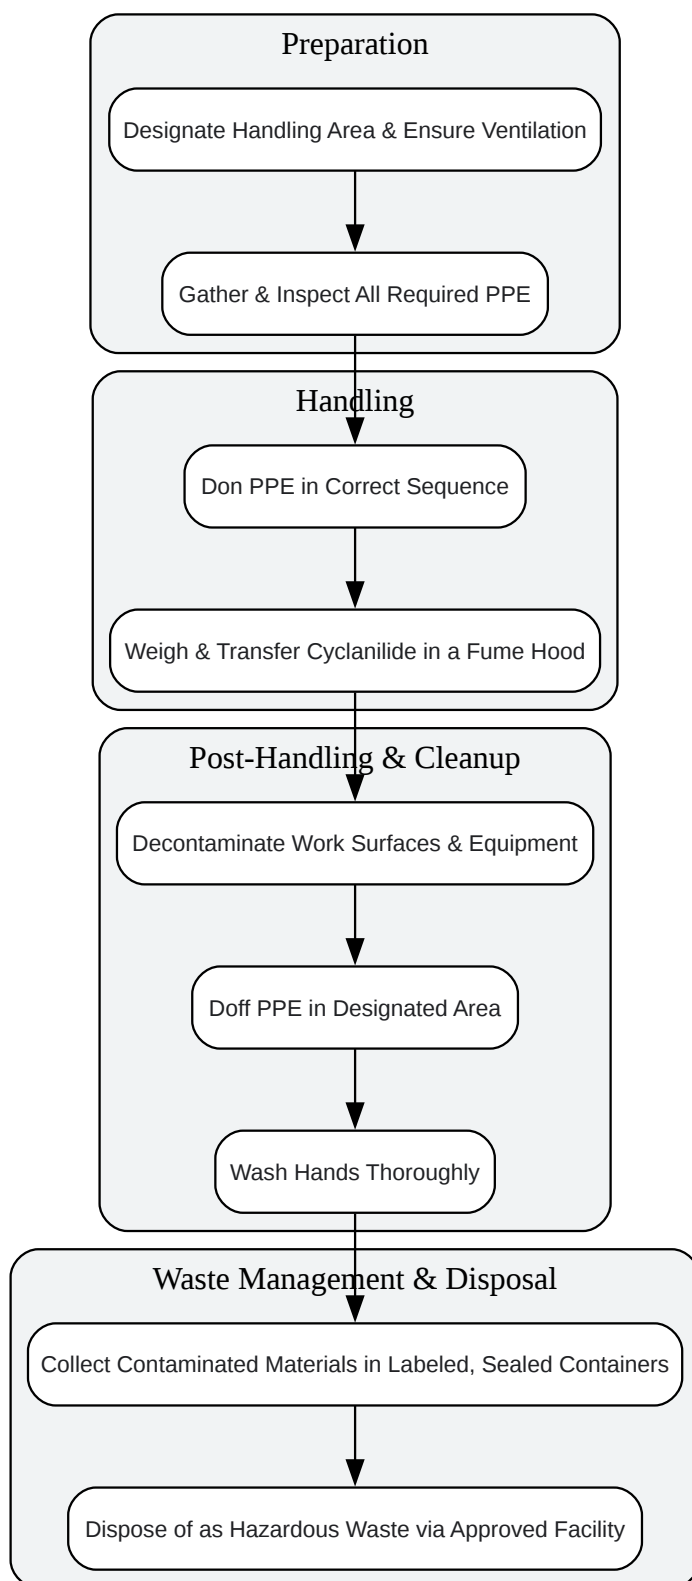 Preparation
Designate Handling Area & Ensure Ventilation
Gather & Inspect All Required PPE
Handling
Don PPE in Correct Sequence
Weigh & Transfer Cyclanilide in a Fume Hood
Post-Handling & Cleanup
Decontaminate Work Surfaces & Equipment
Doff PPE in Designated Area
Wash Hands Thoroughly
Waste Management & Disposal
Collect Contaminated Materials in Labeled, Sealed Containers
Dispose of as Hazardous Waste via Approved Facility